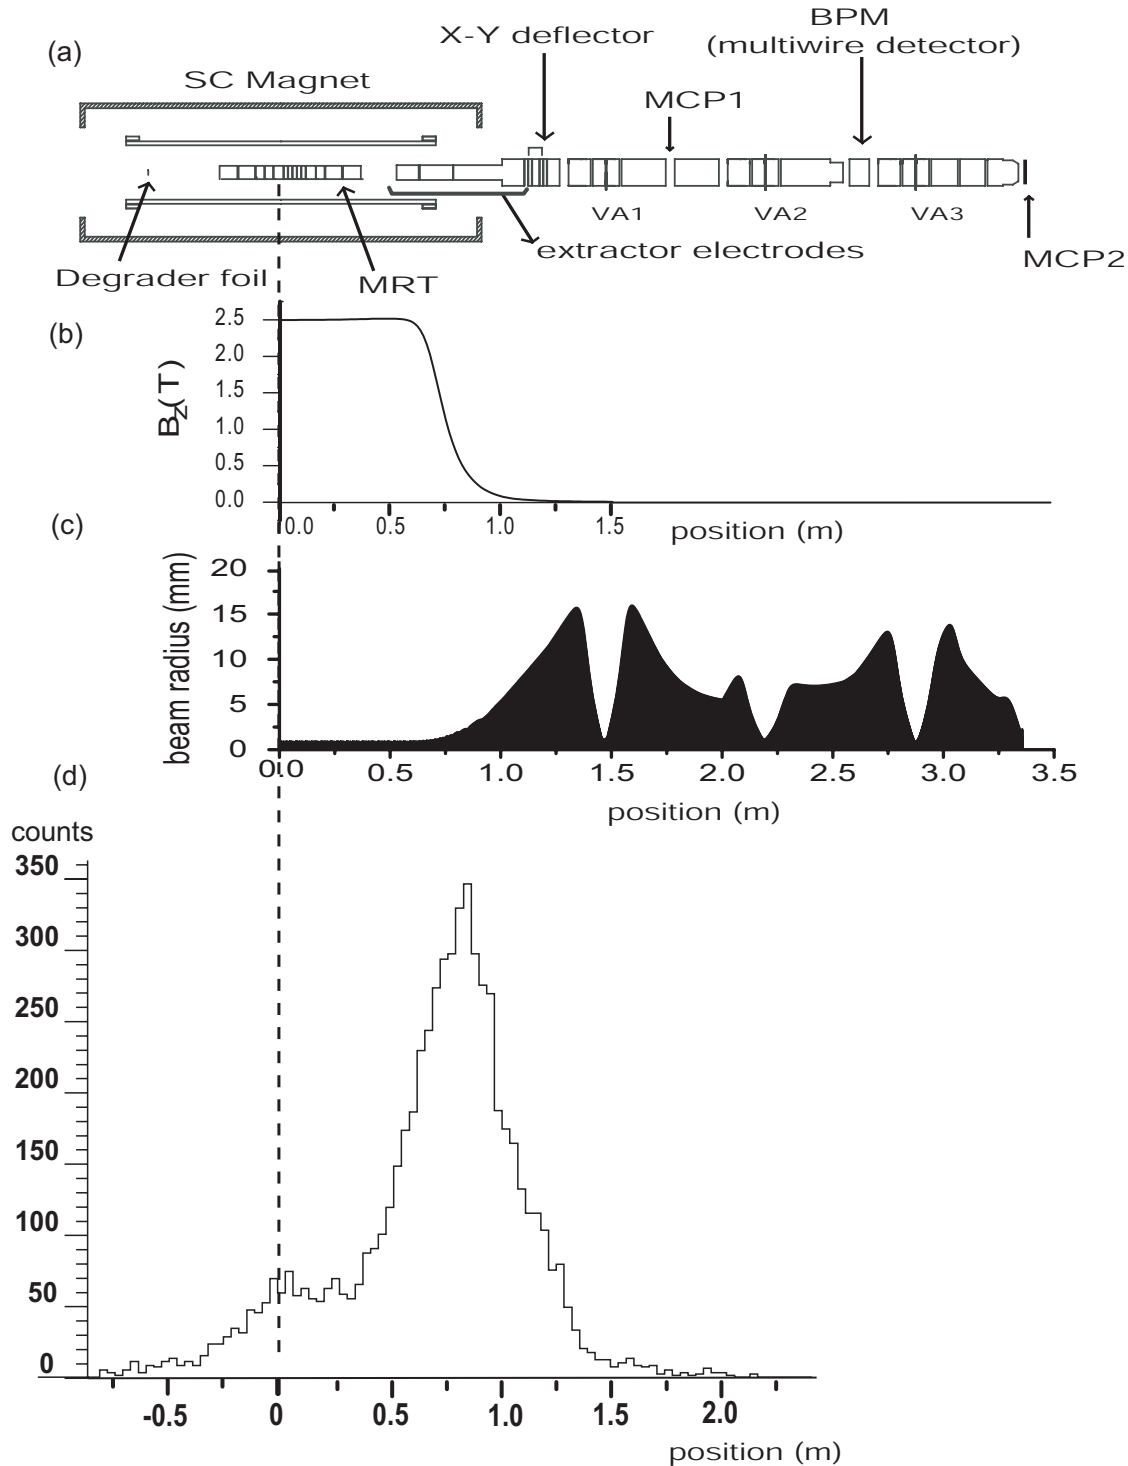 (a)
X-Y deflector
BPM
(multiwire detector)
SC Magnet
MCP1
VA1
VA2
VA3
extractor electrodes
MCP2
Degrader foil
MRT
(b)
2.5
2.0
1.5
1.0
0.5
0.0
Bz(T)
0.0 0.5 1.0 1.5
position (m)
(c)
20
15
10
5
0
beam radius (mm)
0.0 0.5 1.0 1.5 2.0 2.5 3.0 3.5
position (m)
(d)
counts
350
300
250
200
150
100
50
0
-0.5 0 0.5 1.0 1.5 2.0
position (m)